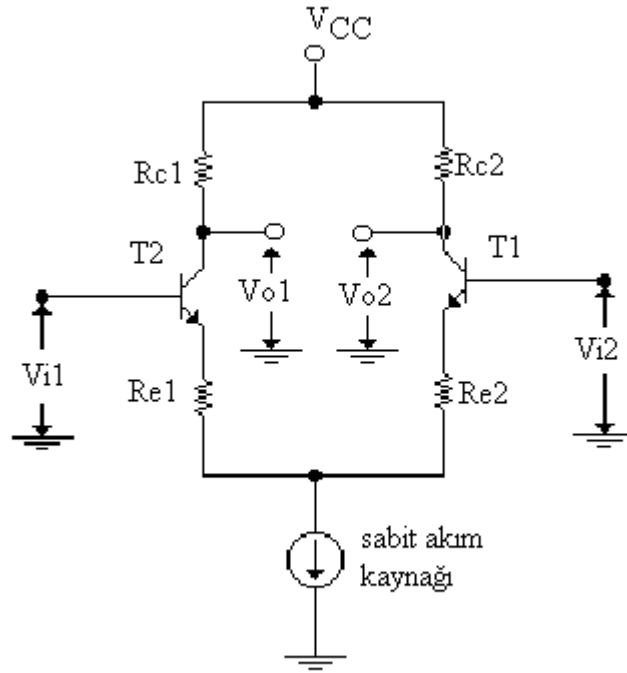 VCC
Rc1
Rc2
T2
T1
Vo1
Vo2
Vi1
Vi2
Re1
Re2
sabit akım
kaynağı